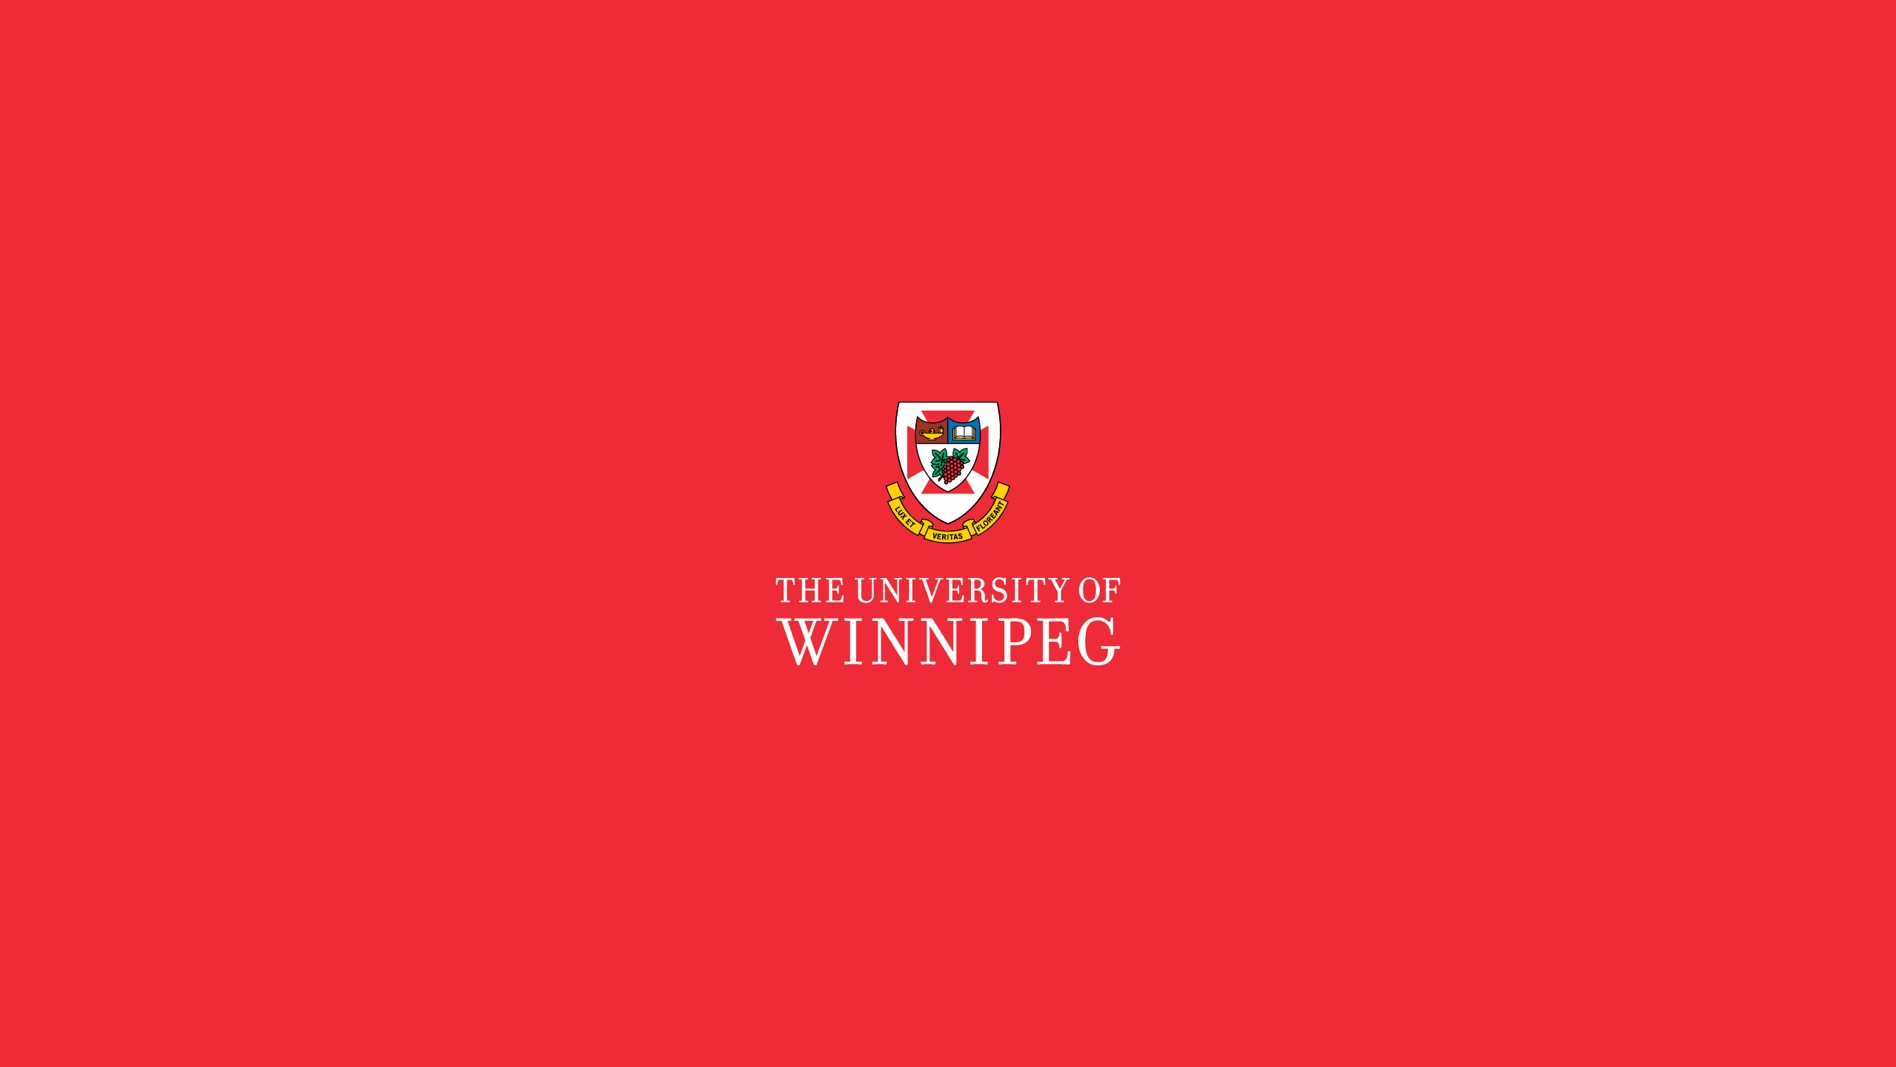 LUX ET
VERITAS
FLOREANT
THE UNIVERSITY OF
WINNIPEG